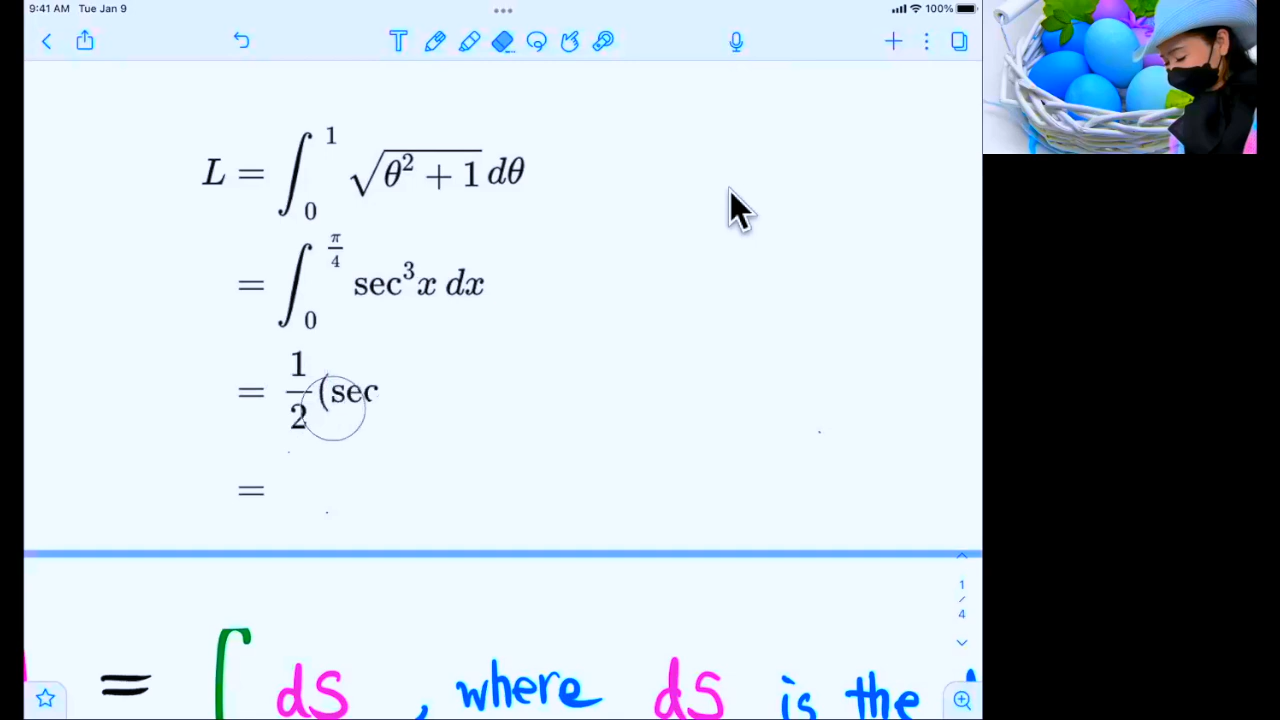 9:41 AM Tue Jan 9
100%
L = ∫₀¹ √(θ² + 1) dθ
= ∫₀^(π/4) sec³x dx
= 1/2 (sec
=
1 / 4
= ∫ ds , where ds is the